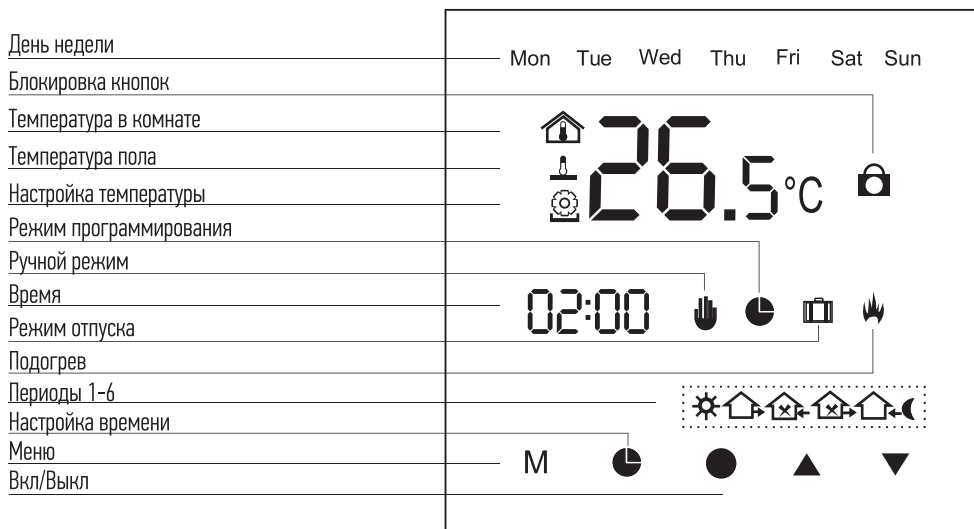 День недели
Mon Tue Wed Thu Fri Sat Sun
Блокировка кнопок
Температура в комнате
Температура пола
26.5°C
Настройка температуры
Режим программирования
Ручной режим
Время
02:00
Режим отпуска
Подогрев
Периоды 1-6
Настройка времени
Меню
M
Вкл/Выкл